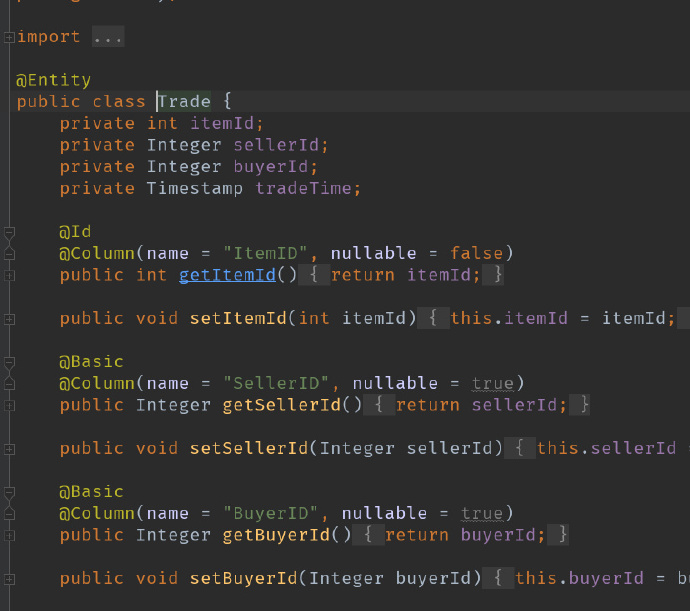 import ...
@Entity
public class Trade {
    private int itemId;
    private Integer sellerId;
    private Integer buyerId;
    private Timestamp tradeTime;
    @Id
    @Column(name = "ItemID", nullable = false)
    public int getItemId() { return itemId; }
    public void setItemId(int itemId) { this.itemId = itemId;
    @Basic
    @Column(name = "SellerID", nullable = true)
    public Integer getSellerId() { return sellerId; }
    public void setSellerId(Integer sellerId) { this.sellerId
    @Basic
    @Column(name = "BuyerID", nullable = true)
    public Integer getBuyerId() { return buyerId; }
    public void setBuyerId(Integer buyerId) { this.buyerId = bu